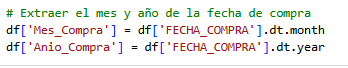 # Extraer el mes y año de la fecha de compra
df['Mes_Compra'] = df['FECHA_COMPRA'].dt.month
df['Anio_Compra'] = df['FECHA_COMPRA'].dt.year